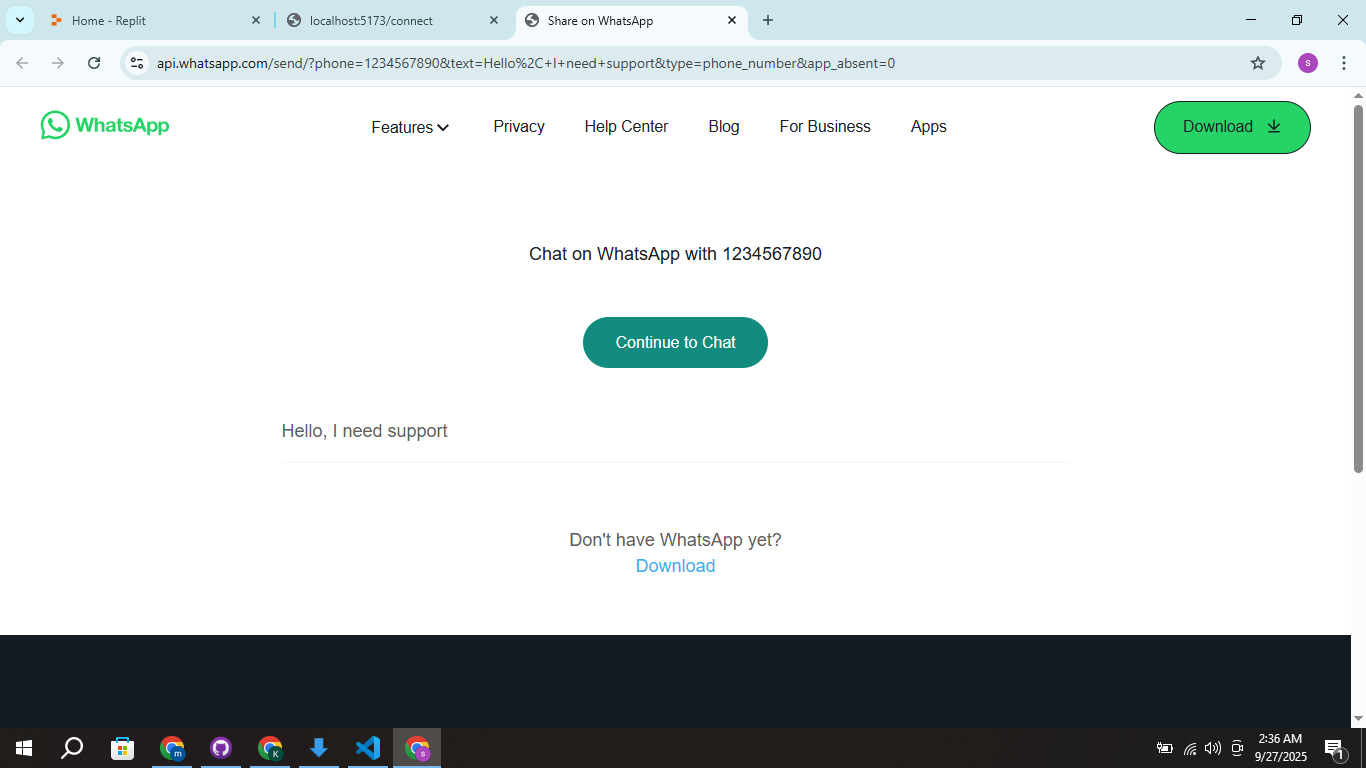 Home - Replit
localhost:5173/connect
Share on WhatsApp
api.whatsapp.com/send/?phone=1234567890&text=Hello%2C+I+need+support&type=phone_number&app_absent=0
s
WhatsApp
Features
Privacy
Help Center
Blog
For Business
Apps
Download
Chat on WhatsApp with 1234567890
Continue to Chat
Hello, I need support
Don't have WhatsApp yet?
Download
m
K
s
2:36 AM
9/27/2025
1